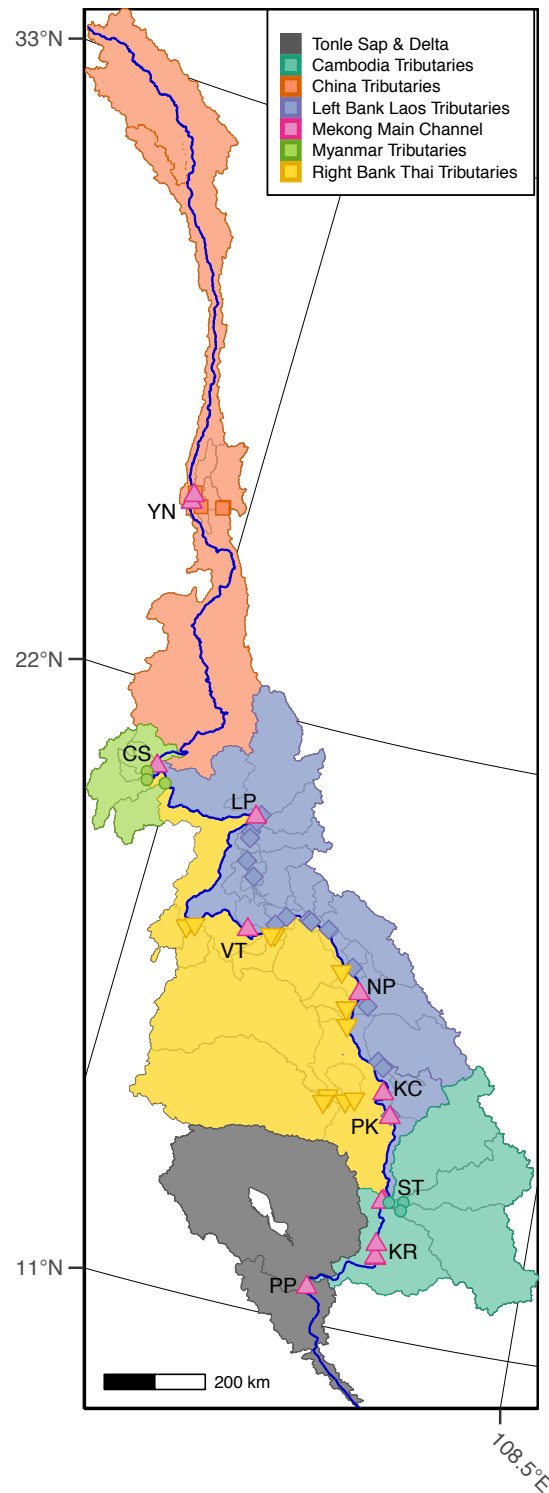 33°N
Tonle Sap & Delta
Cambodia Tributaries
China Tributaries
Left Bank Laos Tributaries
Mekong Main Channel
Myanmar Tributaries
Right Bank Thai Tributaries
YN
22°N
CS
LP
VT
NP
KC
PK
ST
KR
11°N
PP
200 km
108.5°E